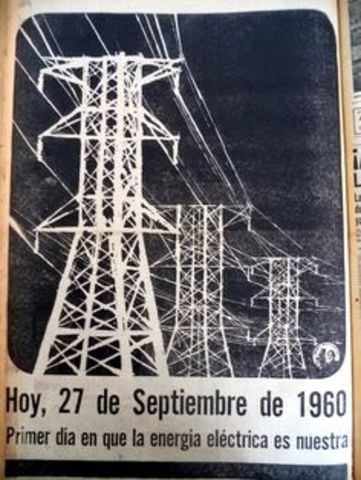 Hoy, 27 de Septiembre de 1960
Primer día en que la energía eléctrica es nuestra